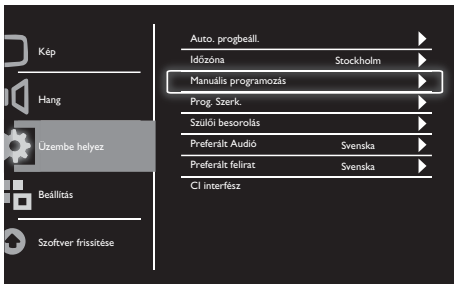 Kép
Hang
Üzembe helyez
Beállítás
Szoftver frissítése
Auto. progbeáll.
Időzóna Stockholm
Manuális programozás
Prog. Szerk.
Szülői besorolás
Preferált Audió Svenska
Preferált felirat Svenska
CI interfész